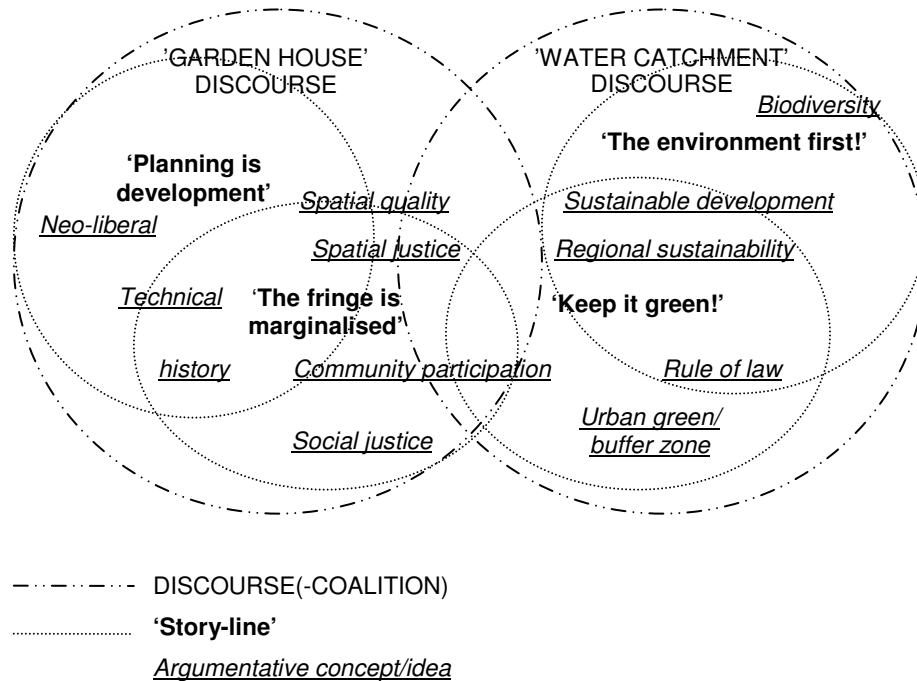 'GARDEN HOUSE'
DISCOURSE
'WATER CATCHMENT'
DISCOURSE
Biodiversity
'The environment first!'
'Planning is
development'
Spatial quality
Sustainable development
Neo-liberal
Spatial justice
Regional sustainability
Technical
'The fringe is
marginalised'
'Keep it green!'
history
Community participation
Rule of law
Social justice
Urban green/
buffer zone
DISCOURSE(-COALITION)
'Story-line'
Argumentative concept/idea